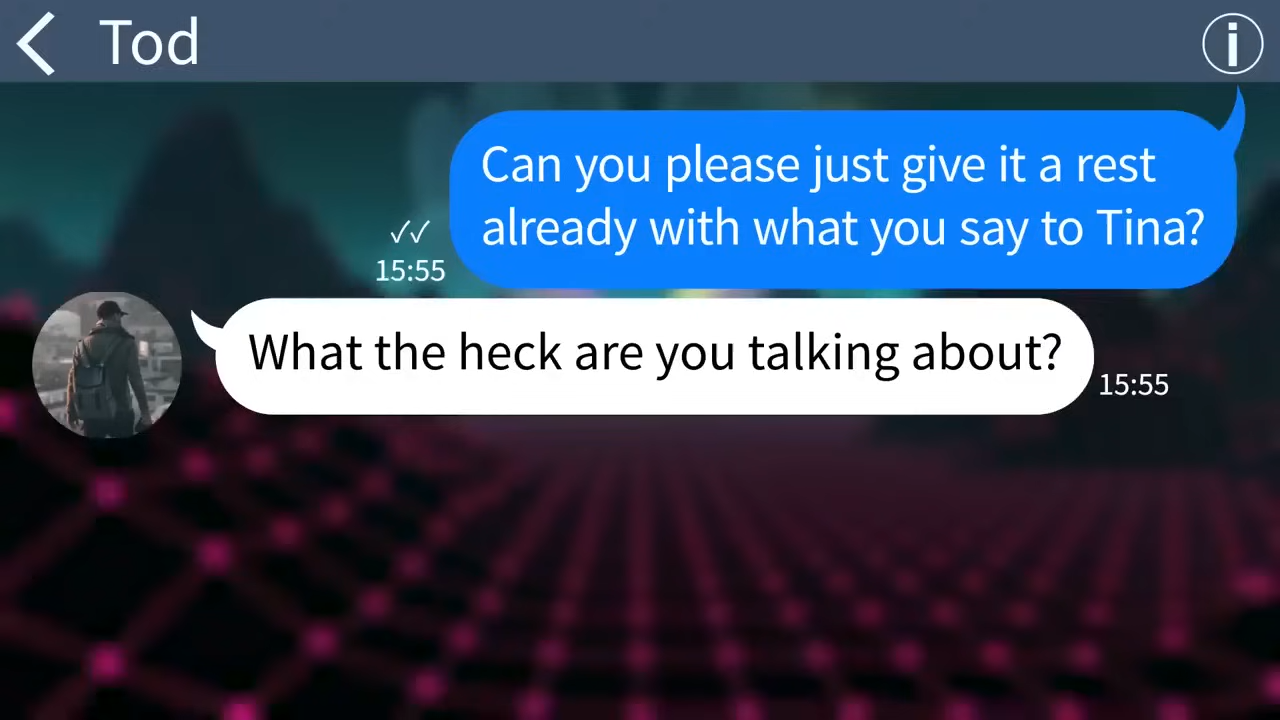 Tod
Can you please just give it a rest
already with what you say to Tina?
15:55
What the heck are you talking about?
15:55